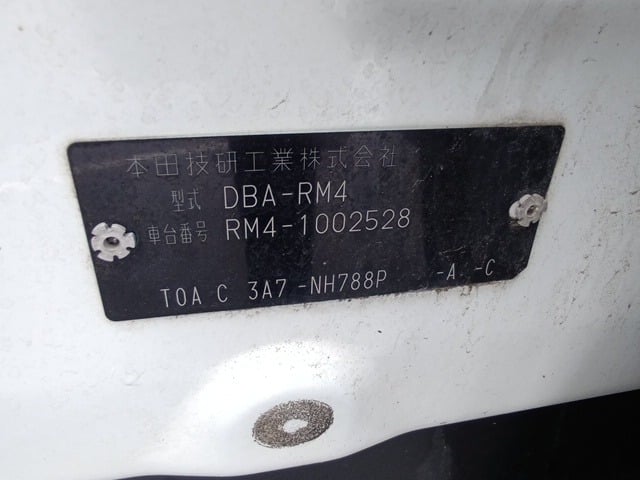 本田技研工業株式会社
型式 DBA-RM4
車台番号 RM4-1002528
TOA C 3A7 -NH788P -A -C